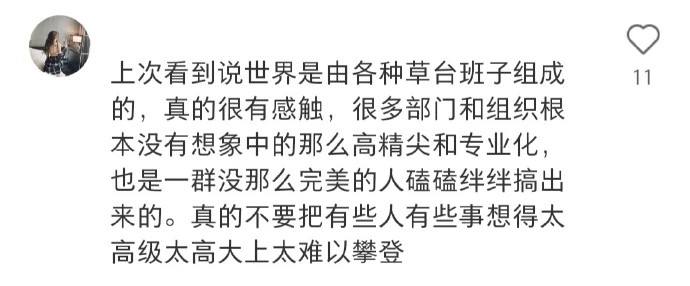 上次看到说世界是由各种草台班子组成
的，真的很有感触，很多部门和组织根
本没有想象中的那么高精尖和专业化，
也是一群没那么完美的人磕磕绊绊搞出
来的。真的不要把有些人有些事想得太
高级太高大上太难以攀登
11